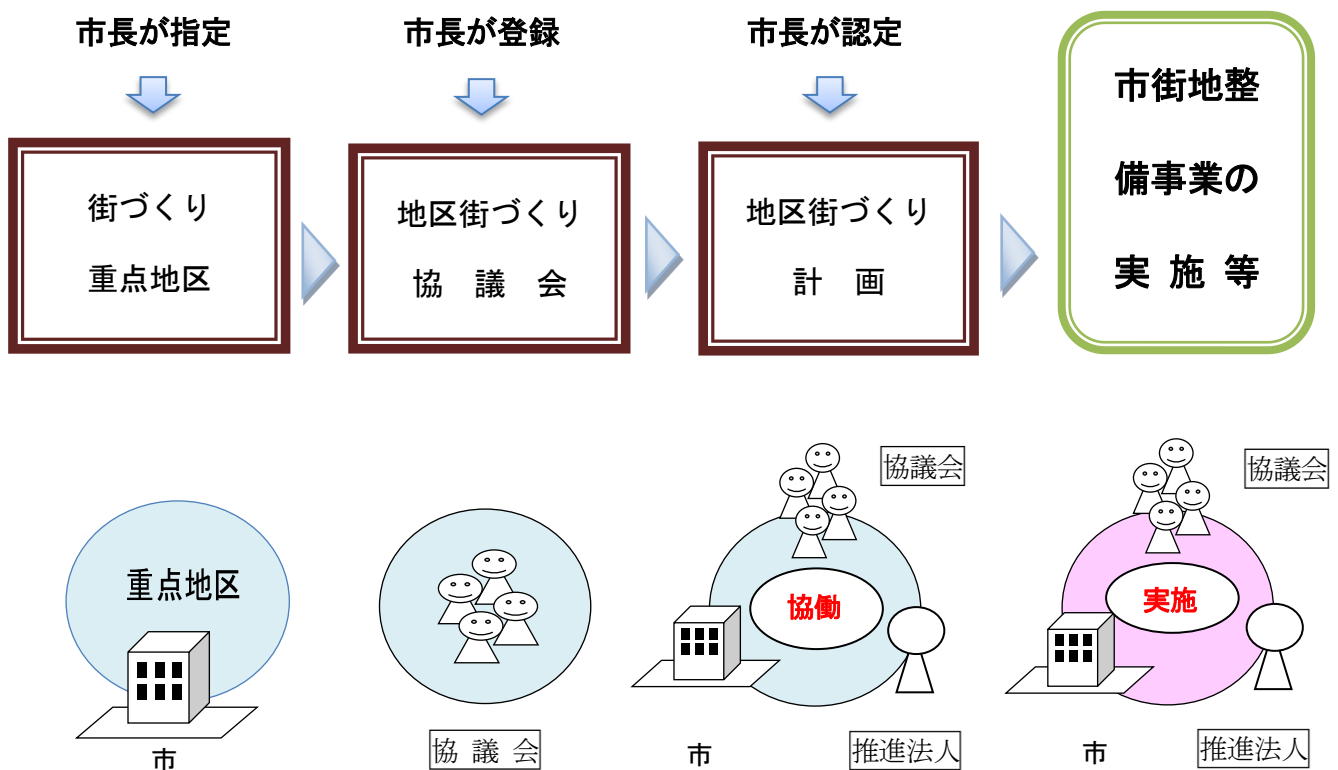 市長が指定
市長が登録
市長が認定
街づくり
重点地区
地区街づくり
協 議 会
地区街づくり
計 画
市街地整
備事業の
実 施 等
重点地区
市
協 議 会
協議会
協働
市
推進法人
協議会
実施
市
推進法人